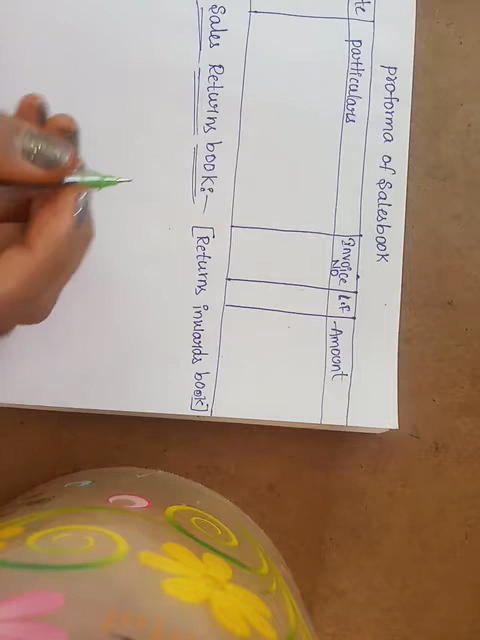 proforma of Salesbook
te particulars Invoice No L.F Amount
Sales Returns book:- [Returns inwards book]